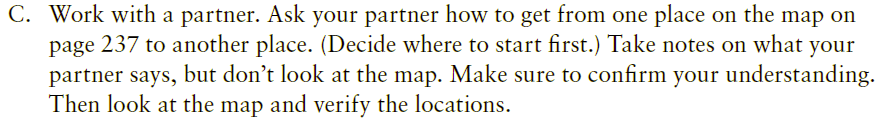 C. Work with a partner. Ask your partner how to get from one place on the map on
page 237 to another place. (Decide where to start first.) Take notes on what your
partner says, but don’t look at the map. Make sure to confirm your understanding.
Then look at the map and verify the locations.